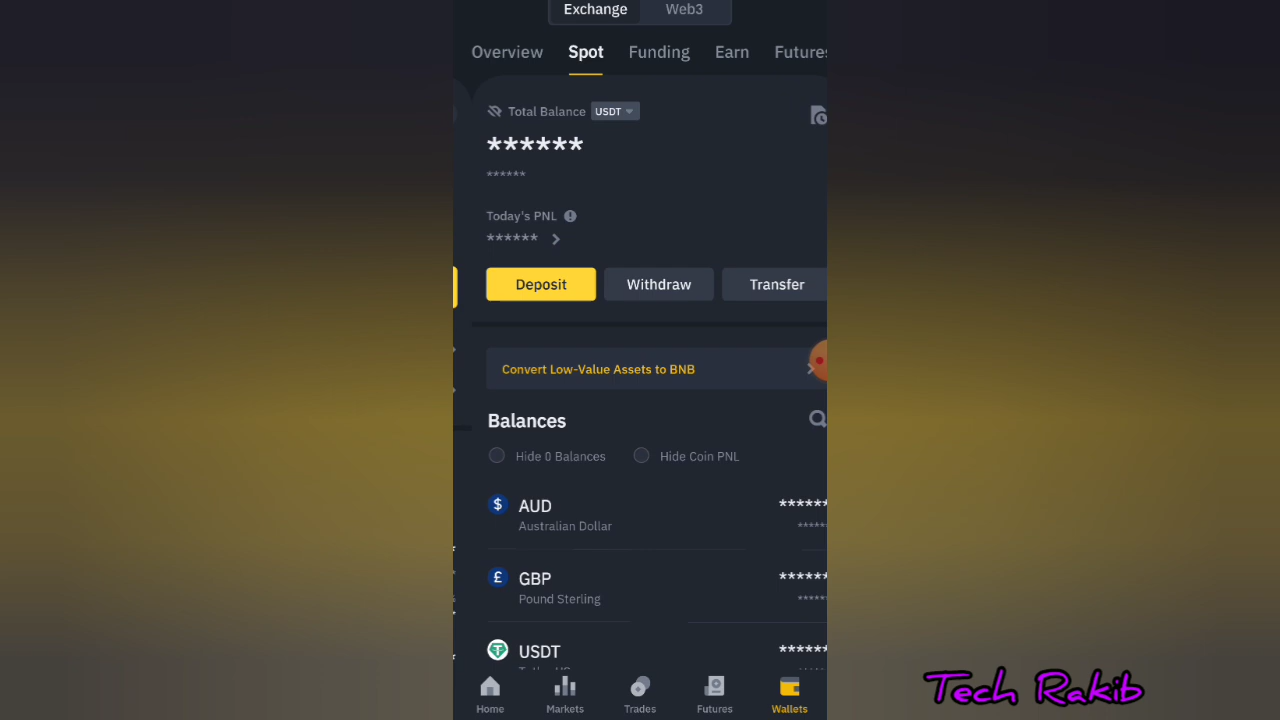 Exchange Web3
Overview Spot Funding Earn Futures
Total Balance USDT
******
******
Today's PNL
******
Deposit Withdraw Transfer
Convert Low-Value Assets to BNB
Balances
Hide 0 Balances Hide Coin PNL
AUD ******
Australian Dollar *****
GBP ******
Pound Sterling *****
USDT ******
Home Markets Trades Futures Wallets
Tech Rakib